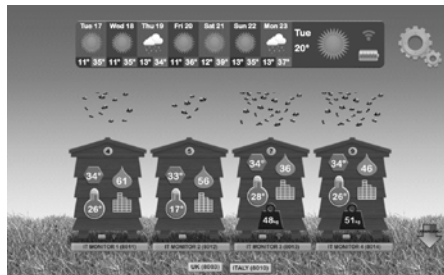 Tue 17 Wed 18 Thu 19 Fri 20 Sat 21 Sun 22 Mon 23 Tue
20°
11° 35° 11° 35° 13° 34° 11° 36° 12° 39° 13° 35° 13° 37°
34° 61 33° 56 34° 36 34° 46
26° 17° 28° 26°
48kg 51kg
IT MONITOR 1 (8011) IT MONITOR 2 (8012) IT MONITOR 3 (8013) IT MONITOR 4 (8014)
ITALY (8010)